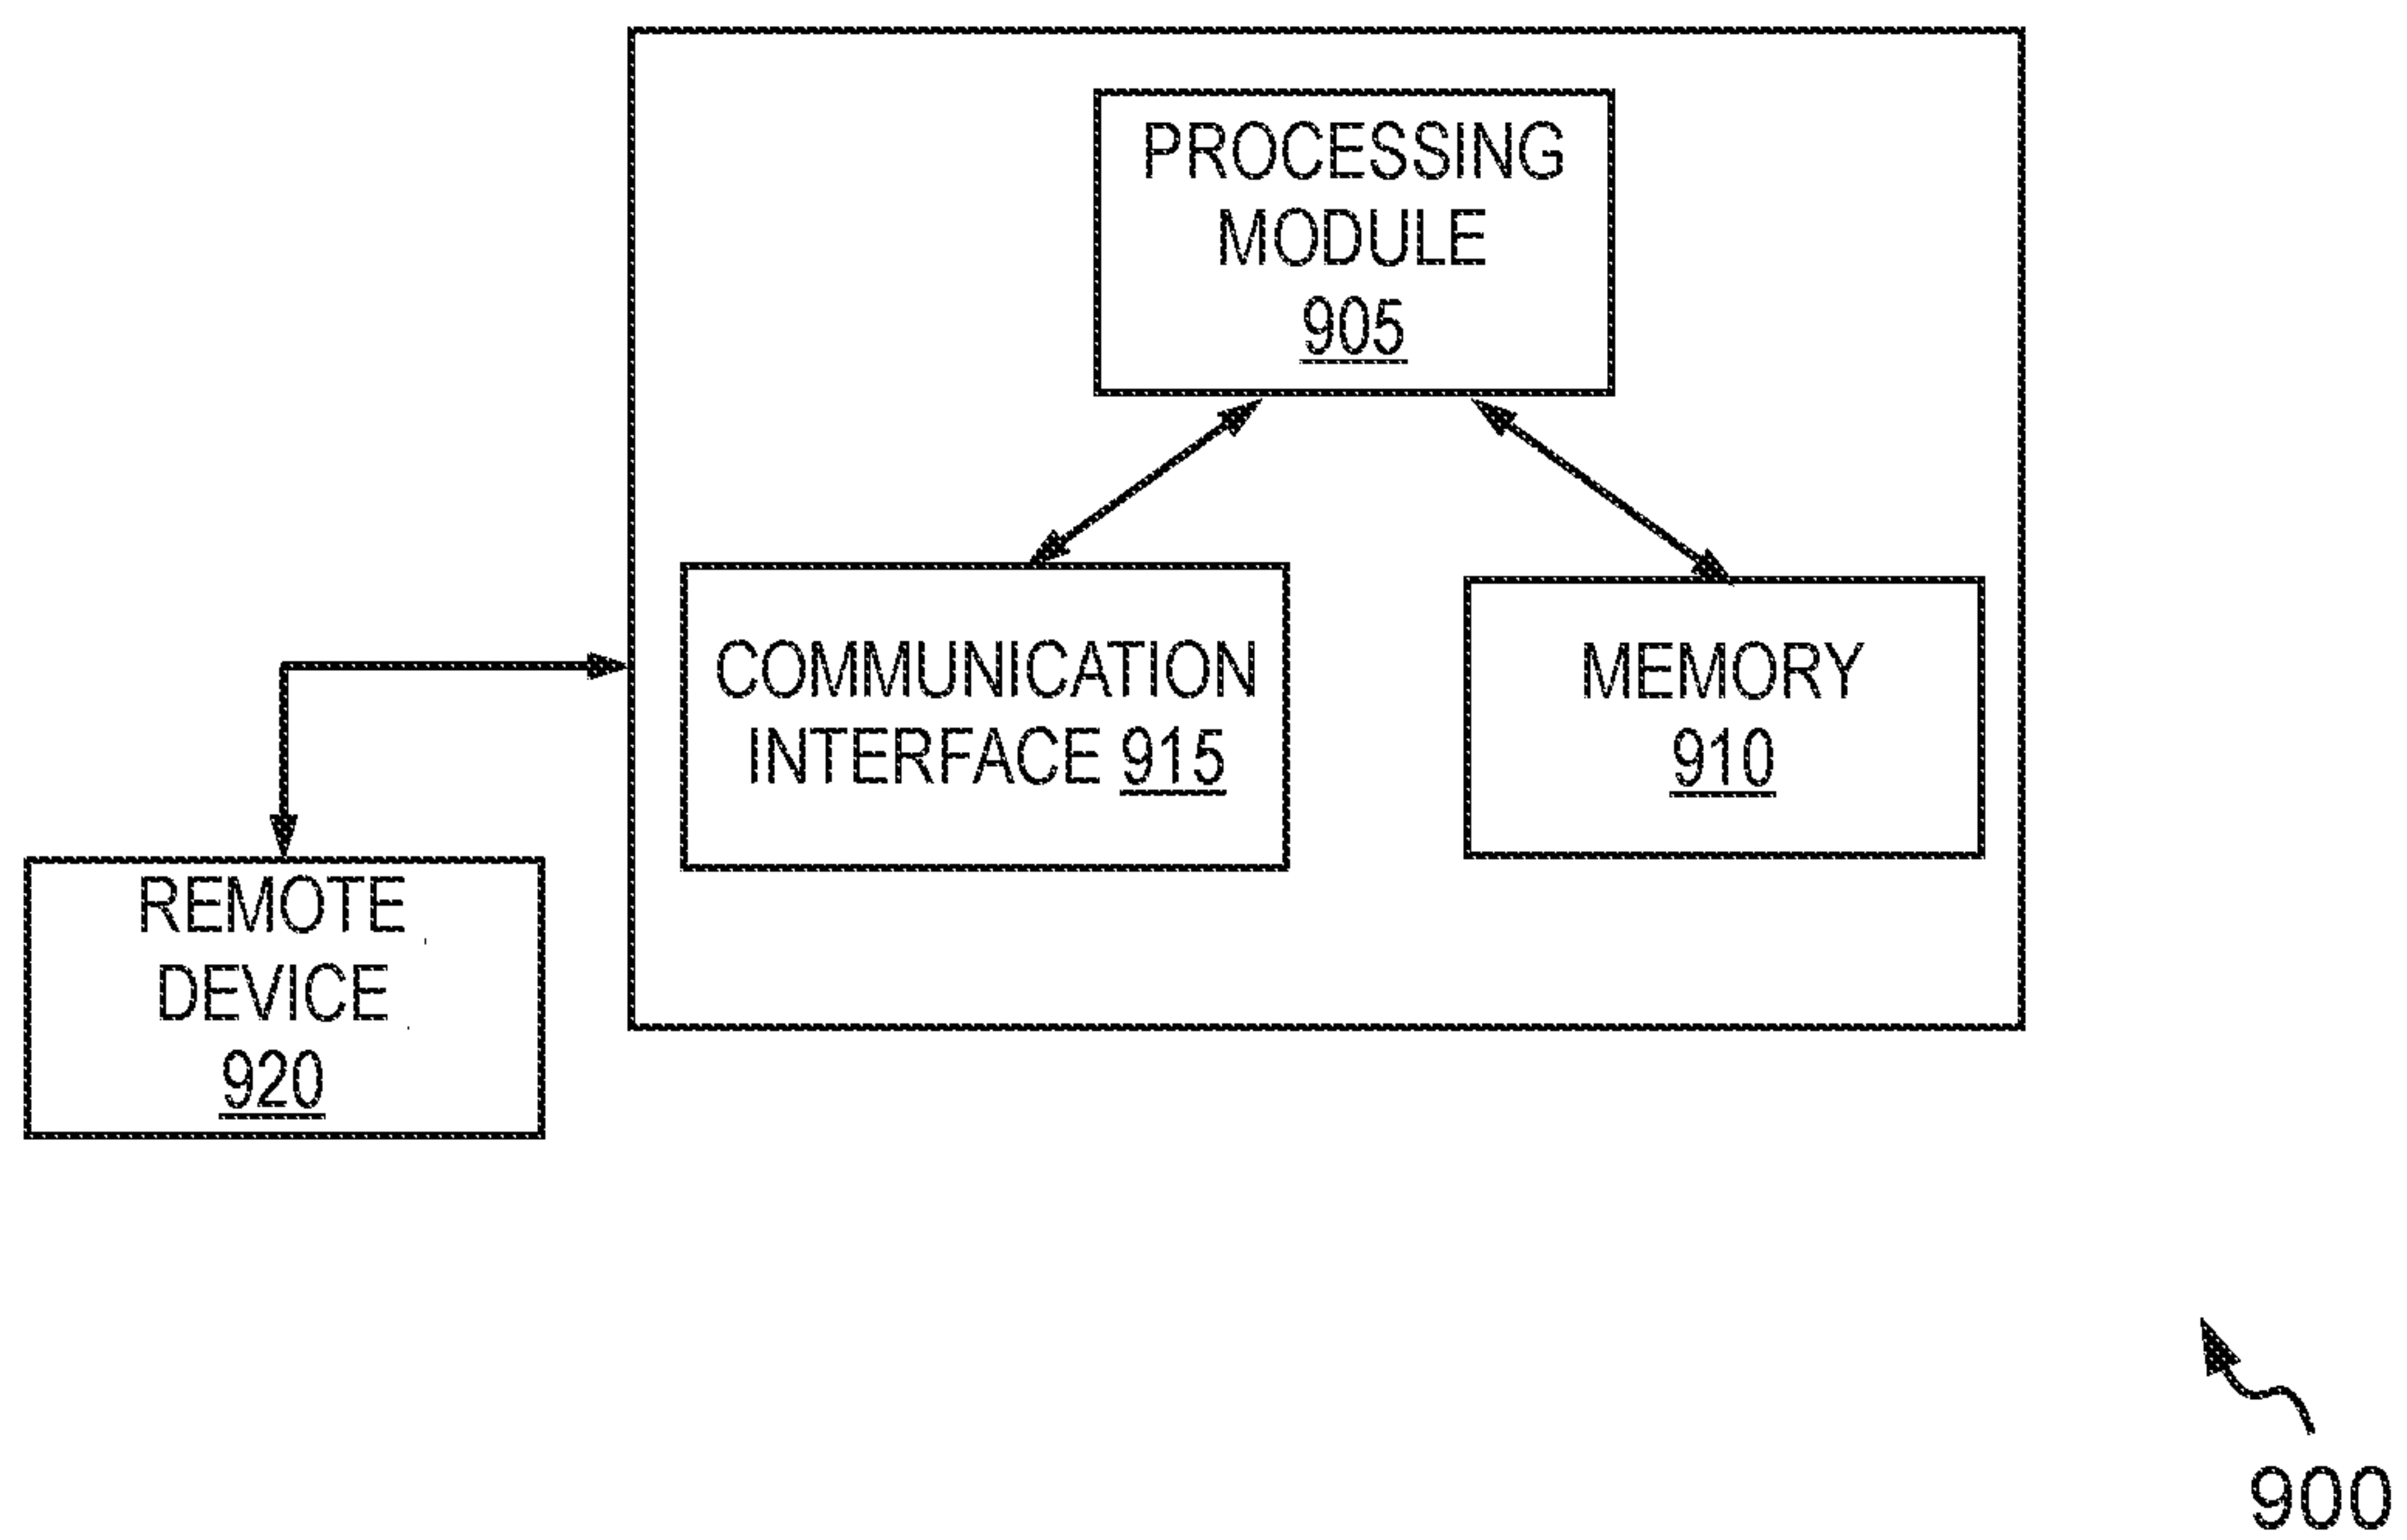 PROCESSING
MODULE
905
COMMUNICATION
INTERFACE 915
MEMORY
910
REMOTE
DEVICE
920
900